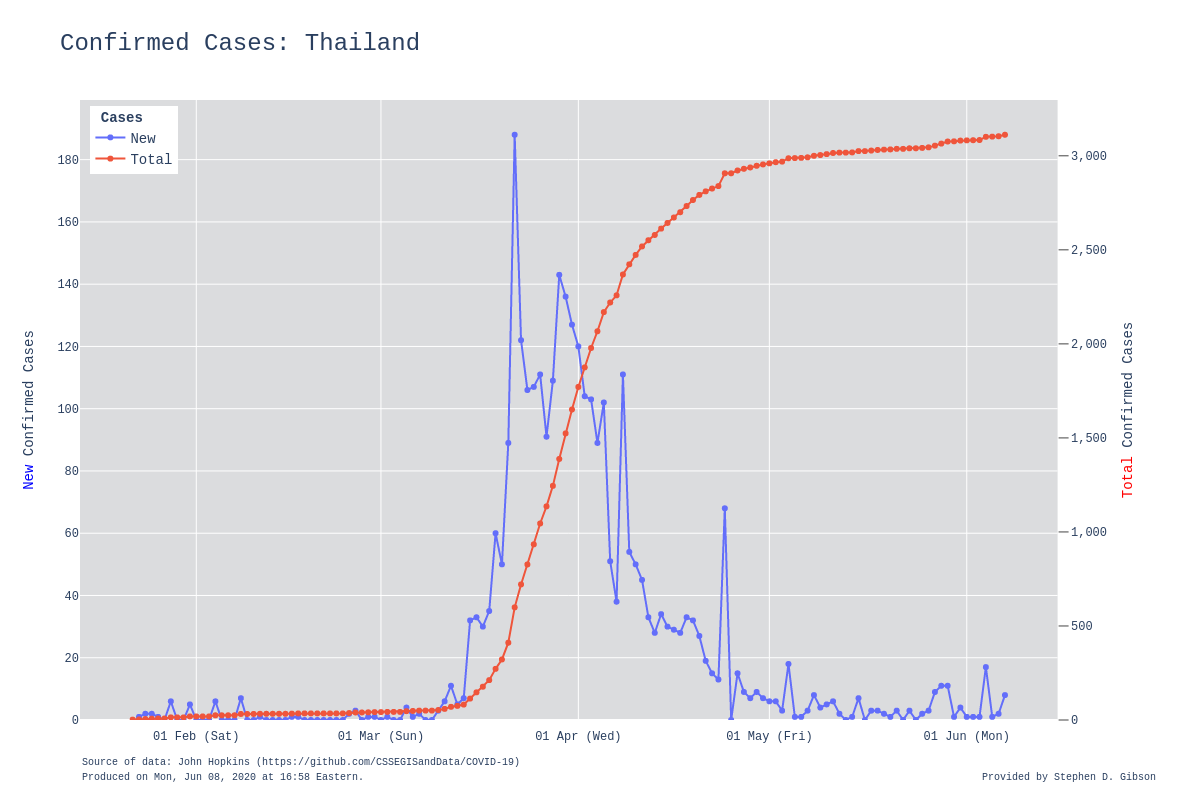 Confirmed Cases: Thailand
Cases
New
Total
180
160
140
120
100
80
60
40
20
0
3,000
2,500
2,000
1,500
1,000
500
0
New Confirmed Cases
Total Confirmed Cases
01 Feb (Sat)
01 Mar (Sun)
01 Apr (Wed)
01 May (Fri)
01 Jun (Mon)
Source of data: John Hopkins (https://github.com/CSSEGISandData/COVID-19)
Produced on Mon, Jun 08, 2020 at 16:58 Eastern.
Provided by Stephen D. Gibson